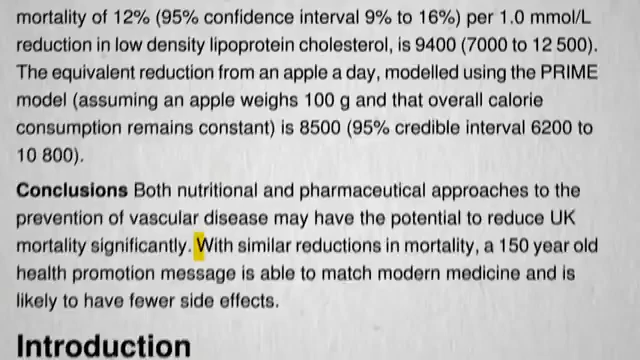 mortality of 12% (95% confidence interval 9% to 16%) per 1.0 mmol/L
reduction in low density lipoprotein cholesterol, is 9400 (7000 to 12 500).
The equivalent reduction from an apple a day, modelled using the PRIME
model (assuming an apple weighs 100 g and that overall calorie
consumption remains constant) is 8500 (95% credible interval 6200 to
10 800).
Conclusions Both nutritional and pharmaceutical approaches to the
prevention of vascular disease may have the potential to reduce UK
mortality significantly. With similar reductions in mortality, a 150 year old
health promotion message is able to match modern medicine and is
likely to have fewer side effects.
Introduction